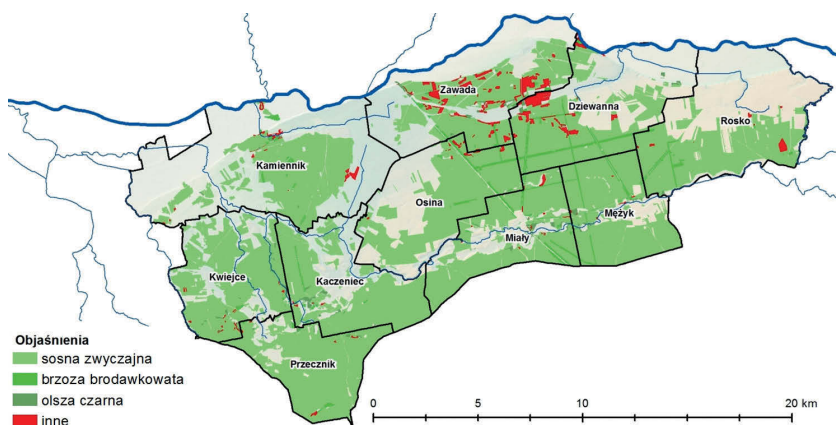 Zawada
Dziewanna
Rosko
Kamiennik
Osina
Mężyk
Miały
Kwiejce
Kaczeniec
Przecznik
Objaśnienia
sosna zwyczajna
brzoza brodawkowata
olsza czarna
inne
0 5 10 20 km